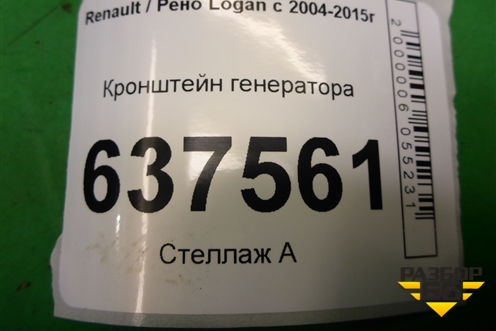 Renault / Рено Logan с 2004-2015г
Кронштейн генератора
637561
Стеллаж А
2000006055231
РАЗБОР